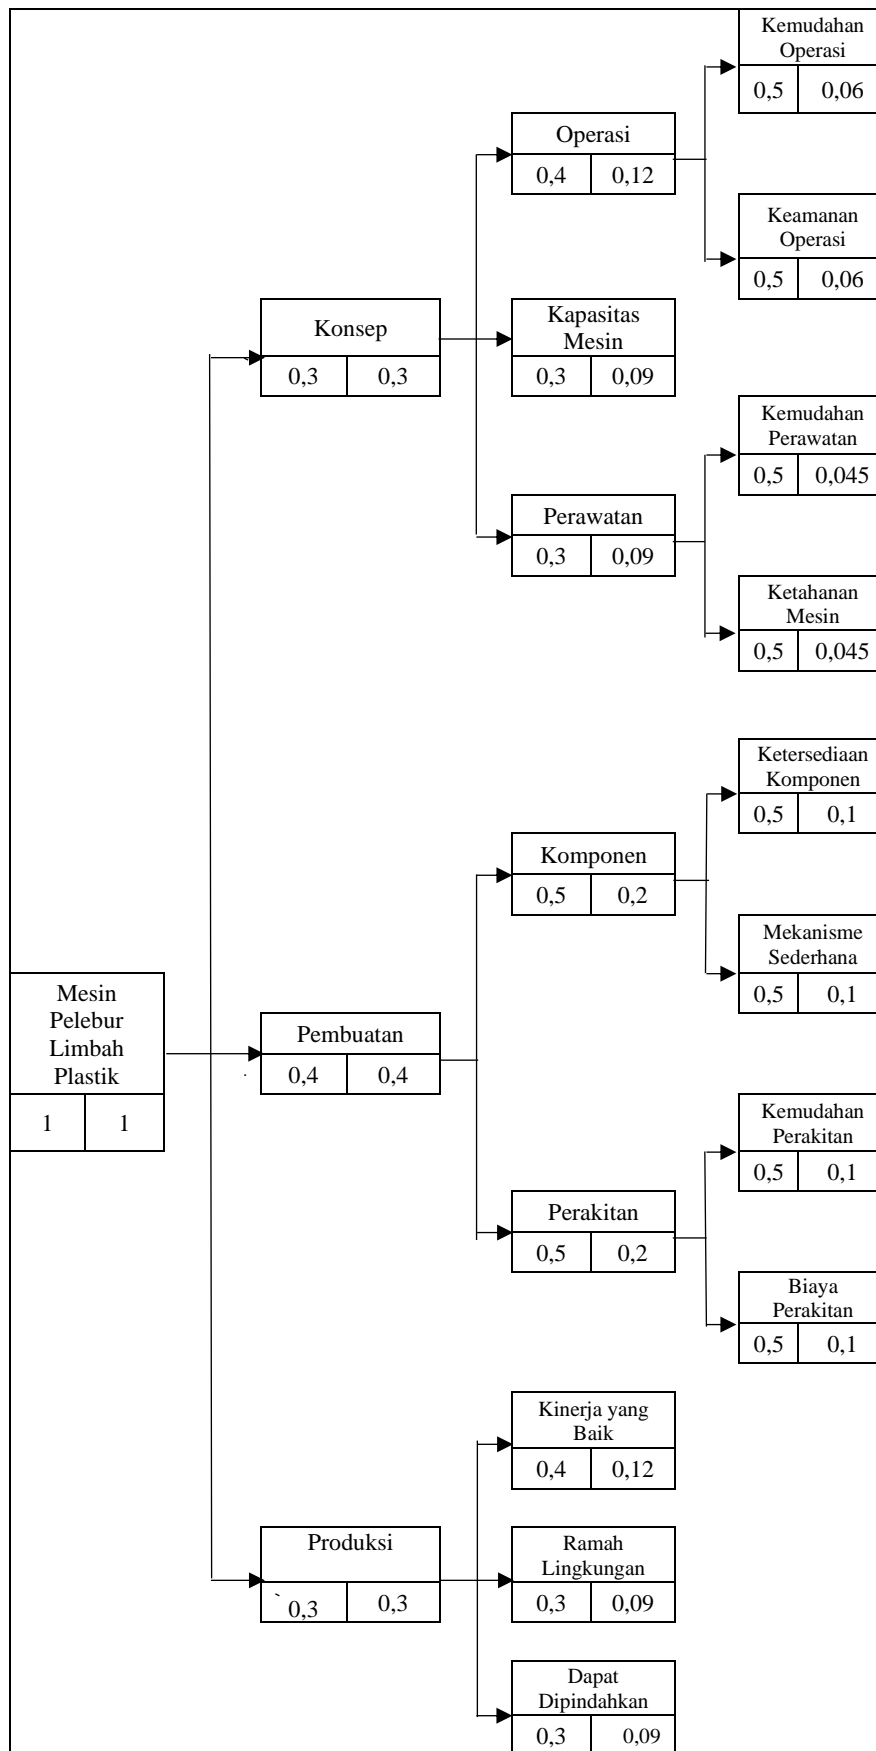 Kemudahan
Operasi
0,5 0,06
Operasi
0,4 0,12
Keamanan
Operasi
0,5 0,06
Konsep
0,3 0,3
Kapasitas
Mesin
0,3 0,09
Kemudahan
Perawatan
0,5 0,045
Perawatan
0,3 0,09
Ketahanan
Mesin
0,5 0,045
Ketersediaan
Komponen
0,5 0,1
Komponen
0,5 0,2
Mekanisme
Sederhana
0,5 0,1
Mesin
Pelebur
Limbah
Plastik
1 1
Pembuatan
0,4 0,4
Kemudahan
Perakitan
0,5 0,1
Perakitan
0,5 0,2
Biaya
Perakitan
0,5 0,1
Kinerja yang
Baik
0,4 0,12
Produksi
` 0,3 0,3
Ramah
Lingkungan
0,3 0,09
Dapat
Dipindahkan
0,3 0,09